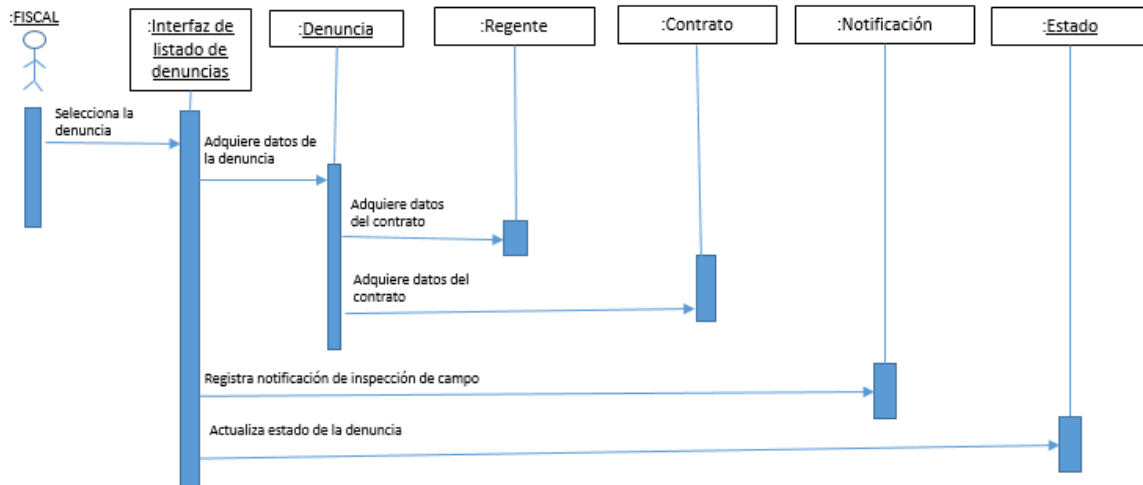 :FISCAL
:Interfaz de
listado de
denuncias
:Denuncia
:Regente
:Contrato
:Notificación
:Estado
Selecciona la
denuncia
Adquiere datos de
la denuncia
Adquiere datos
del contrato
Adquiere datos del
contrato
Registra notificación de inspección de campo
Actualiza estado de la denuncia